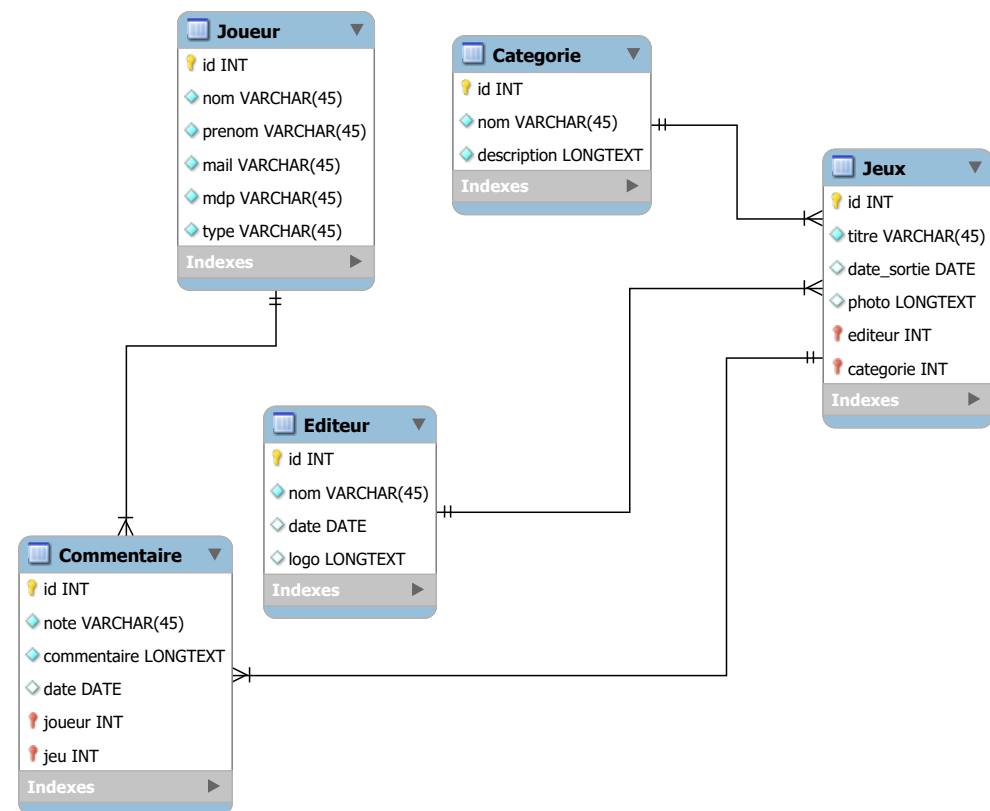 Joueur
id INT
nom VARCHAR(45)
prenom VARCHAR(45)
mail VARCHAR(45)
mdp VARCHAR(45)
type VARCHAR(45)
Indexes
Categorie
id INT
nom VARCHAR(45)
description LONGTEXT
Indexes
Jeux
id INT
titre VARCHAR(45)
date_sortie DATE
photo LONGTEXT
editeur INT
categorie INT
Indexes
Editeur
id INT
nom VARCHAR(45)
date DATE
logo LONGTEXT
Indexes
Commentaire
id INT
note VARCHAR(45)
commentaire LONGTEXT
date DATE
joueur INT
jeu INT
Indexes